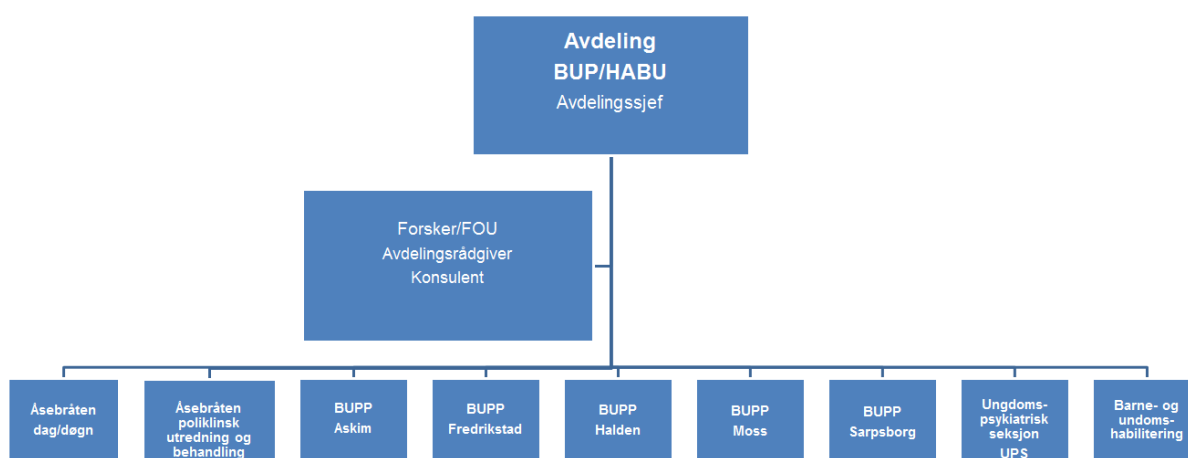 Avdeling
BUP/HABU
Avdelingssjef
Forsker/FOU
Avdelingsrådgiver
Konsulent
Åsebråten
dag/døgn
Åsebråten
poliklinsk
utredning og
behandling
BUPP
Askim
BUPP
Fredrikstad
BUPP
Halden
BUPP
Moss
BUPP
Sarpsborg
Ungdoms-
psykiatrisk
seksjon
UPS
Barne- og
undoms-
habilitering